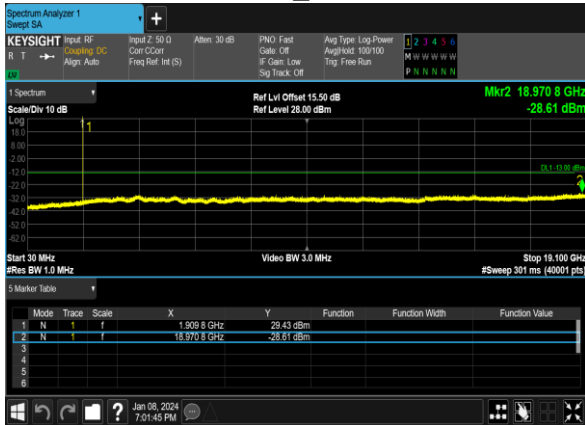 Spectrum Analyzer 1
Swept SA
+
KEYSIGHT Input: RF Input Z: 50 Ω Atten: 30 dB PNO: Fast Avg Type: Log-Power 1 2 3 4 5 6
R T Coupling: DC Corr CCorr Gate: Off Avg|Hold: 100/100 M W W W W W
Align: Auto Freq Ref: Int (S) IF Gain: Low Trig: Free Run
Sig Track: Off P N N N N N
1 Spectrum Ref Lvl Offset 15.50 dB Mkr2 18.970 8 GHz
Scale/Div 10 dB Ref Level 28.00 dBm -28.61 dBm
Log
18.0 1
8.00
-2.00
-12.0 DL1 -13.00 dBm
-22.0
-32.0
-42.0
-52.0
-62.0
Start 30 MHz Video BW 3.0 MHz Stop 19.100 GHz
#Res BW 1.0 MHz #Sweep 301 ms (40001 pts)
5 Marker Table
Mode Trace Scale X Y Function Function Width Function Value
1 N 1 f 1.909 8 GHz 29.43 dBm
2 N 1 f 18.970 8 GHz -28.61 dBm
3
4
5
6
? Jan 08, 2024
7:01:45 PM